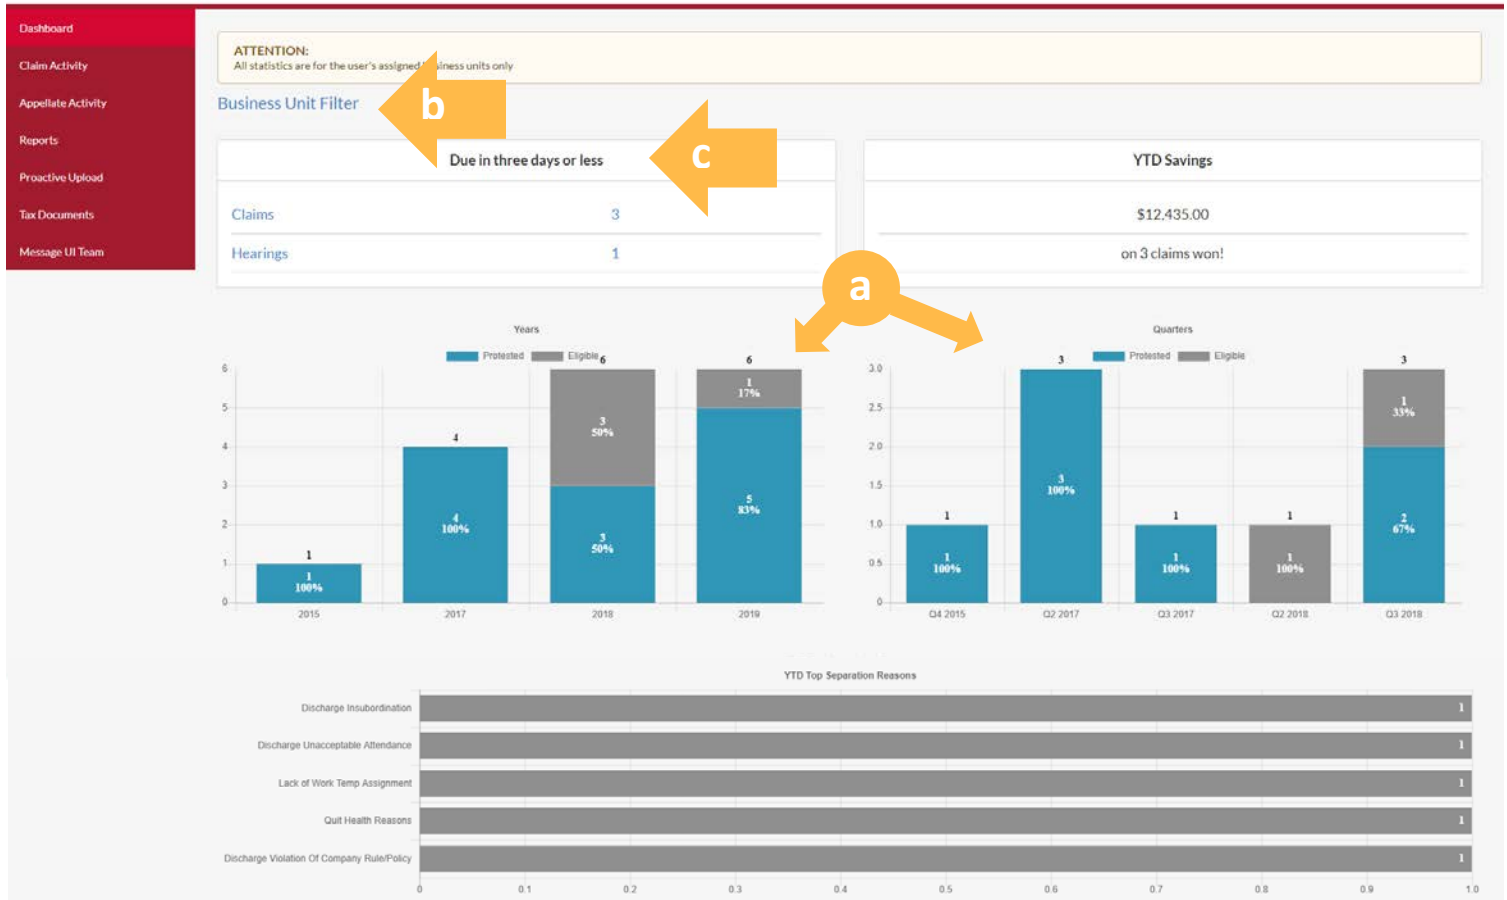 Dashboard
Claim Activity
Appellate Activity
Reports
Proactive Upload
Tax Documents
Message UI Team
ATTENTION:
All statistics are for the user's assigned business units only
Business Unit Filter
b
Due in three days or less
c
Claims 3
Hearings 1
YTD Savings
$12,435.00
on 3 claims won!
a
Years
Protested Eligible
6
5
4
3
2
1
0
1
1
100%
4
4
100%
6
3
50%
3
50%
6
1
17%
5
83%
2015 2017 2018 2019
Quarters
Protested Eligible
3.0
2.5
2.0
1.5
1.0
0.5
0
1
1
100%
3
3
100%
1
1
100%
1
1
100%
3
1
33%
2
67%
Q4 2015 Q2 2017 Q3 2017 Q2 2018 Q3 2018
YTD Top Separation Reasons
Discharge Insubordination 1
Discharge Unacceptable Attendance 1
Lack of Work Temp Assignment 1
Quit Health Reasons 1
Discharge Violation Of Company Rule/Policy 1
0 0.1 0.2 0.3 0.4 0.5 0.6 0.7 0.8 0.9 1.0